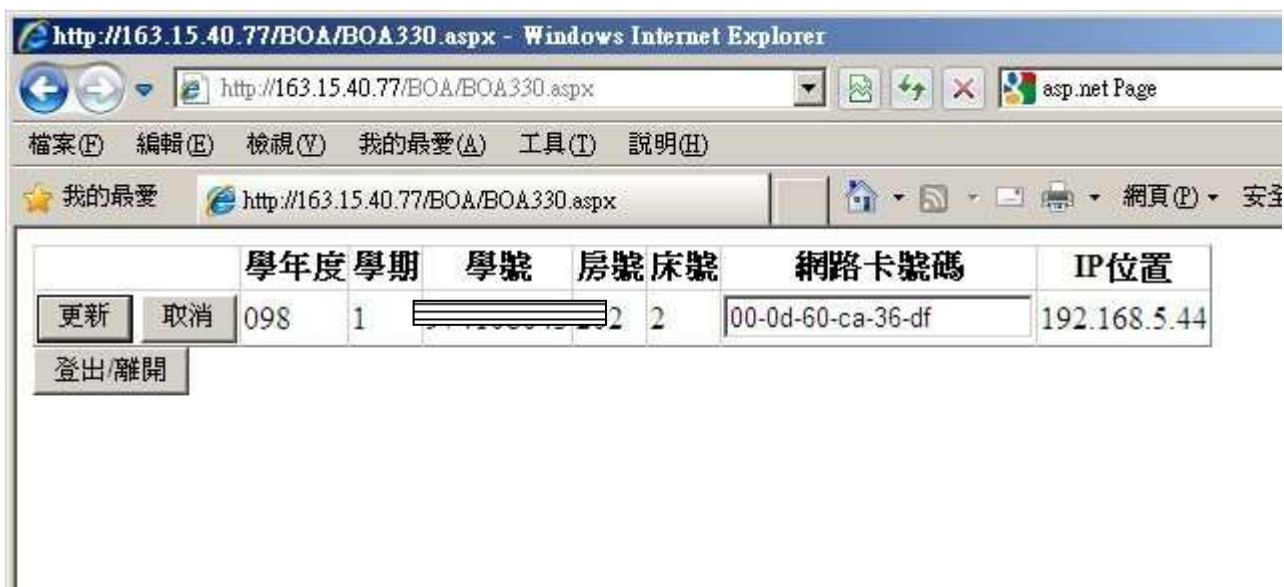 http://163.15.40.77/BOA/BOA330.aspx - Windows Internet Explorer
http://163.15.40.77/BOA/BOA330.aspx asp.net Page
檔案(F) 編輯(E) 檢視(V) 我的最愛(A) 工具(T) 說明(H)
我的最愛 http://163.15.40.77/BOA/BOA330.aspx 網頁(P) 安全
學年度 學期 學號 房號 床號 網路卡號碼 IP位置
更新 取消 098 1 2 00-0d-60-ca-36-df 192.168.5.44
登出/離開